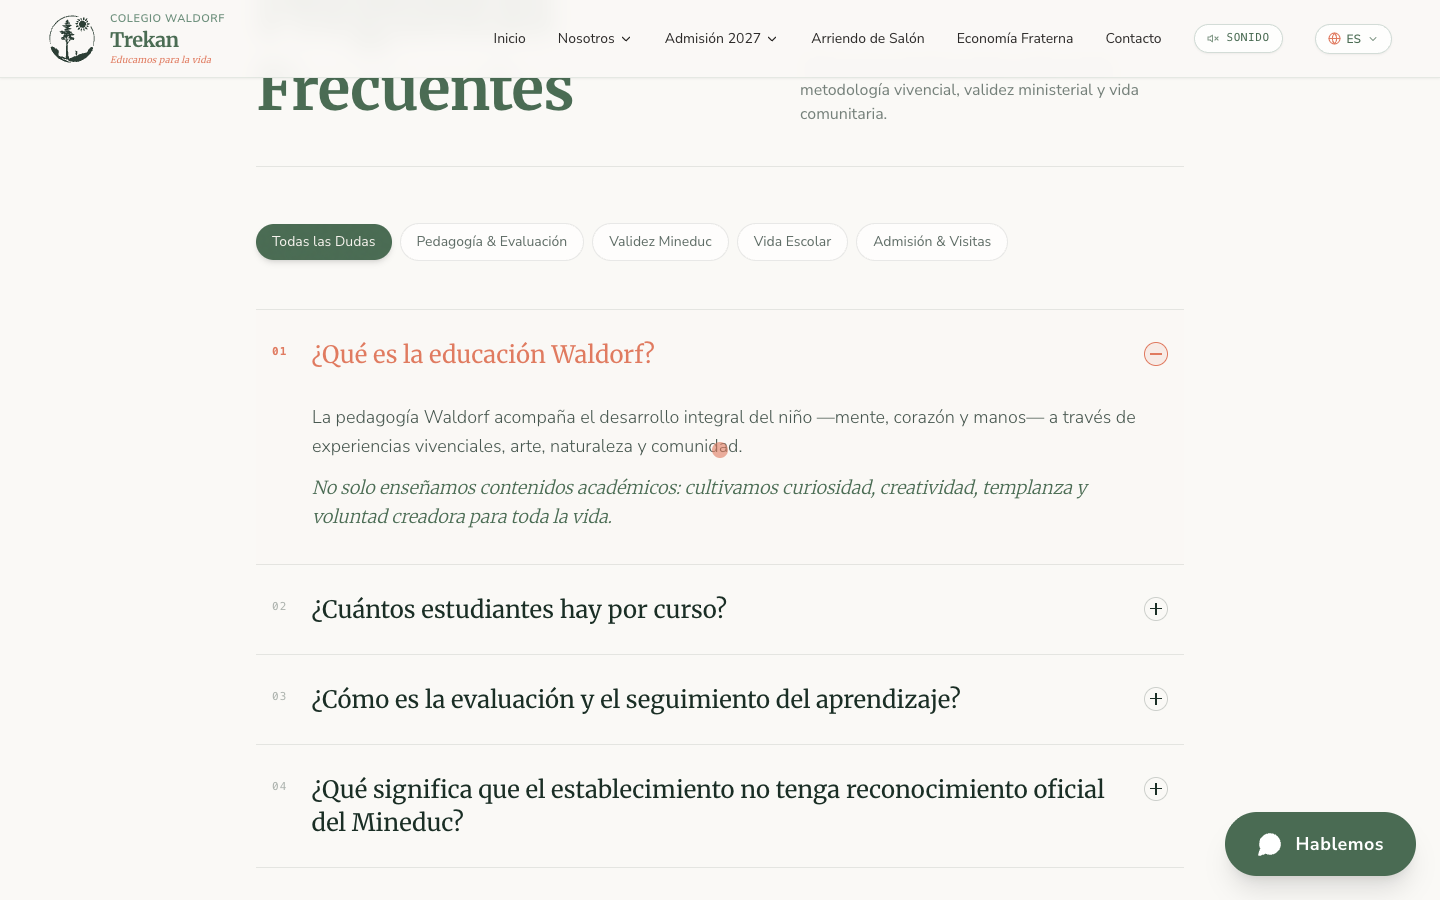 COLEGIO WALDORF
Trekan
Educamos para la vida
Inicio
Nosotros
Admisión 2027
Arriendo de Salón
Economía Fraterna
Contacto
SONIDO
ES
Frecuentes
metodología vivencial, validez ministerial y vida
comunitaria.
Todas las Dudas
Pedagogía & Evaluación
Validez Mineduc
Vida Escolar
Admisión & Visitas
01
¿Qué es la educación Waldorf?
La pedagogía Waldorf acompaña el desarrollo integral del niño —mente, corazón y manos— a través de
experiencias vivenciales, arte, naturaleza y comunidad.
No solo enseñamos contenidos académicos: cultivamos curiosidad, creatividad, templanza y
voluntad creadora para toda la vida.
02
¿Cuántos estudiantes hay por curso?
03
¿Cómo es la evaluación y el seguimiento del aprendizaje?
04
¿Qué significa que el establecimiento no tenga reconocimiento oficial
del Mineduc?
Hablemos